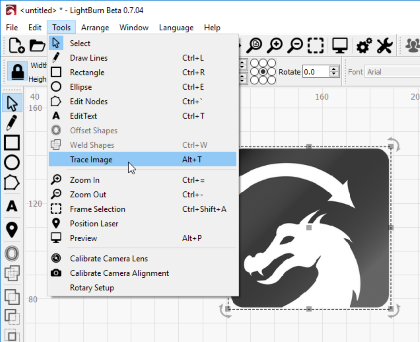 <untitled> * - LightBurn Beta 0.7.04
File Edit Tools Arrange Window Language Help
Select
Draw Lines Ctrl+L
Rectangle Ctrl+R
Ellipse Ctrl+E
Edit Nodes Ctrl+`
EditText Ctrl+T
Offset Shapes
Weld Shapes Ctrl+W
Trace Image Alt+T
Zoom In Ctrl+=
Zoom Out Ctrl+-
Frame Selection Ctrl+Shift+A
Position Laser
Preview Alt+P
Calibrate Camera Lens
Calibrate Camera Alignment
Rotary Setup
Width
Heigh
Rotate 0.0
Font Arial
40
160
160
120
80